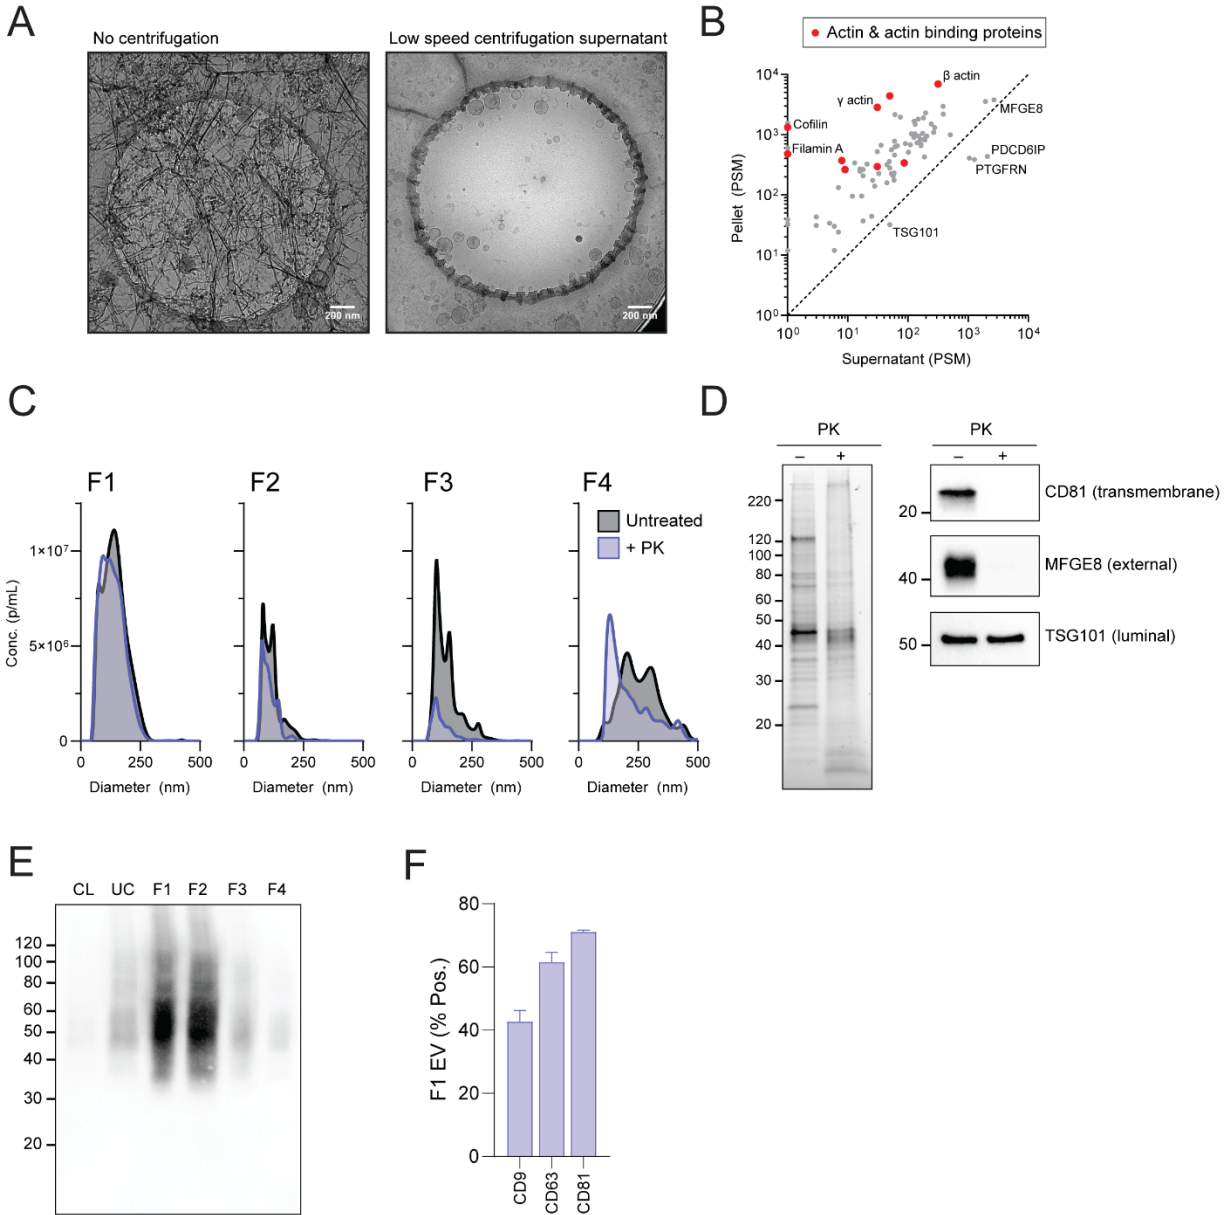 A
No centrifugation
Low speed centrifugation supernatant
200 nm
200 nm
B
Actin & actin binding proteins
β actin
γ actin
MFGE8
Cofilin
Filamin A
PDCD6IP
PTGFRN
TSG101
Pellet (PSM)
10⁴
10³
10²
10¹
10⁰
10⁰ 10¹ 10² 10³ 10⁴
Supernatant (PSM)
C
F1 F2 F3 F4
Untreated
+ PK
Conc. (p/mL)
1×10⁷
5×10⁶
0
0 250 500
0 250 500
0 250 500
0 250 500
Diameter (nm)
Diameter (nm)
Diameter (nm)
Diameter (nm)
D
PK
– +
220
120
100
80
60
50
40
30
20
PK
– +
CD81 (transmembrane)
20
MFGE8 (external)
40
TSG101 (luminal)
50
E
CL UC F1 F2 F3 F4
120
100
80
60
50
40
30
20
F
F1 EV (% Pos.)
80
60
40
20
0
CD9
CD63
CD81